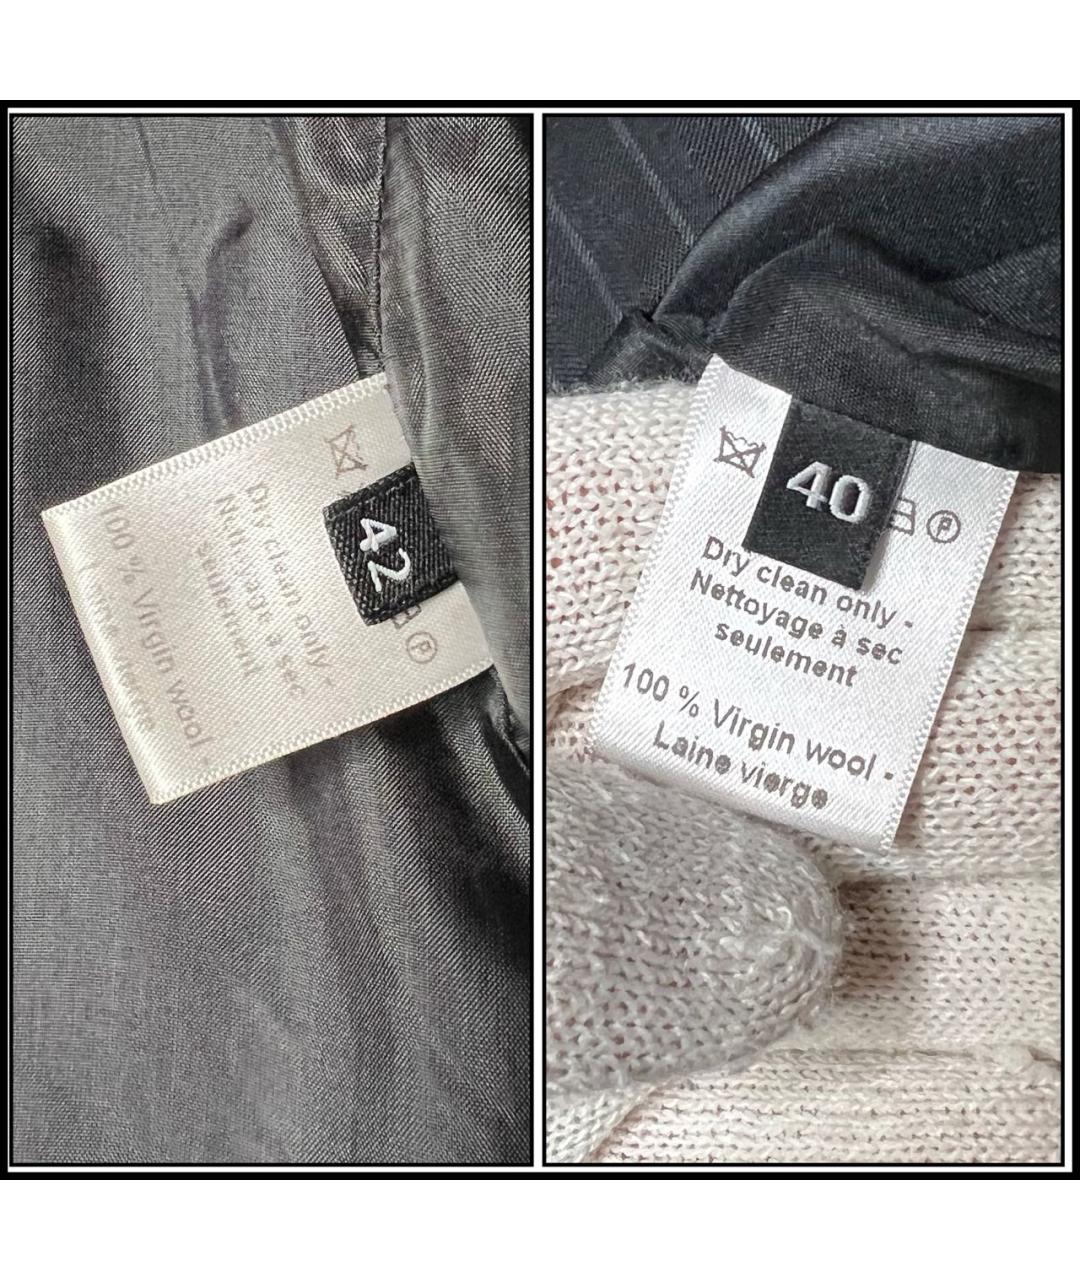 42
Dry clean only -
Nettoyage à sec
seulement
100 % Virgin wool -
40
P
Dry clean only -
Nettoyage à sec
seulement
100 % Virgin wool -
Laine vierge